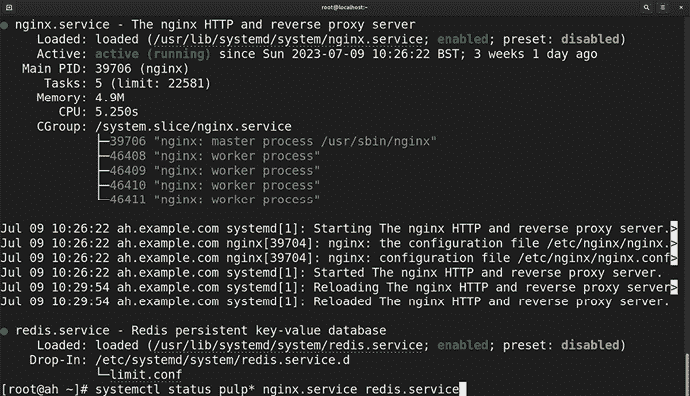 root@localhost:~
● nginx.service - The nginx HTTP and reverse proxy server
Loaded: loaded (/usr/lib/systemd/system/nginx.service; enabled; preset: disabled)
Active: active (running) since Sun 2023-07-09 10:26:22 BST; 3 weeks 1 day ago
Main PID: 39706 (nginx)
Tasks: 5 (limit: 22581)
Memory: 4.9M
CPU: 5.250s
CGroup: /system.slice/nginx.service
├─39706 "nginx: master process /usr/sbin/nginx"
├─46408 "nginx: worker process"
├─46409 "nginx: worker process"
├─46410 "nginx: worker process"
└─46411 "nginx: worker process"
Jul 09 10:26:22 ah.example.com systemd[1]: Starting The nginx HTTP and reverse proxy server.>
Jul 09 10:26:22 ah.example.com nginx[39704]: nginx: the configuration file /etc/nginx/nginx.>
Jul 09 10:26:22 ah.example.com nginx[39704]: nginx: configuration file /etc/nginx/nginx.conf>
Jul 09 10:26:22 ah.example.com systemd[1]: Started The nginx HTTP and reverse proxy server.
Jul 09 10:29:54 ah.example.com systemd[1]: Reloading The nginx HTTP and reverse proxy server>
Jul 09 10:29:54 ah.example.com systemd[1]: Reloaded The nginx HTTP and reverse proxy server.
● redis.service - Redis persistent key-value database
Loaded: loaded (/usr/lib/systemd/system/redis.service; enabled; preset: disabled)
Drop-In: /etc/systemd/system/redis.service.d
└─limit.conf
[root@ah ~]# systemctl status pulp* nginx.service redis.service